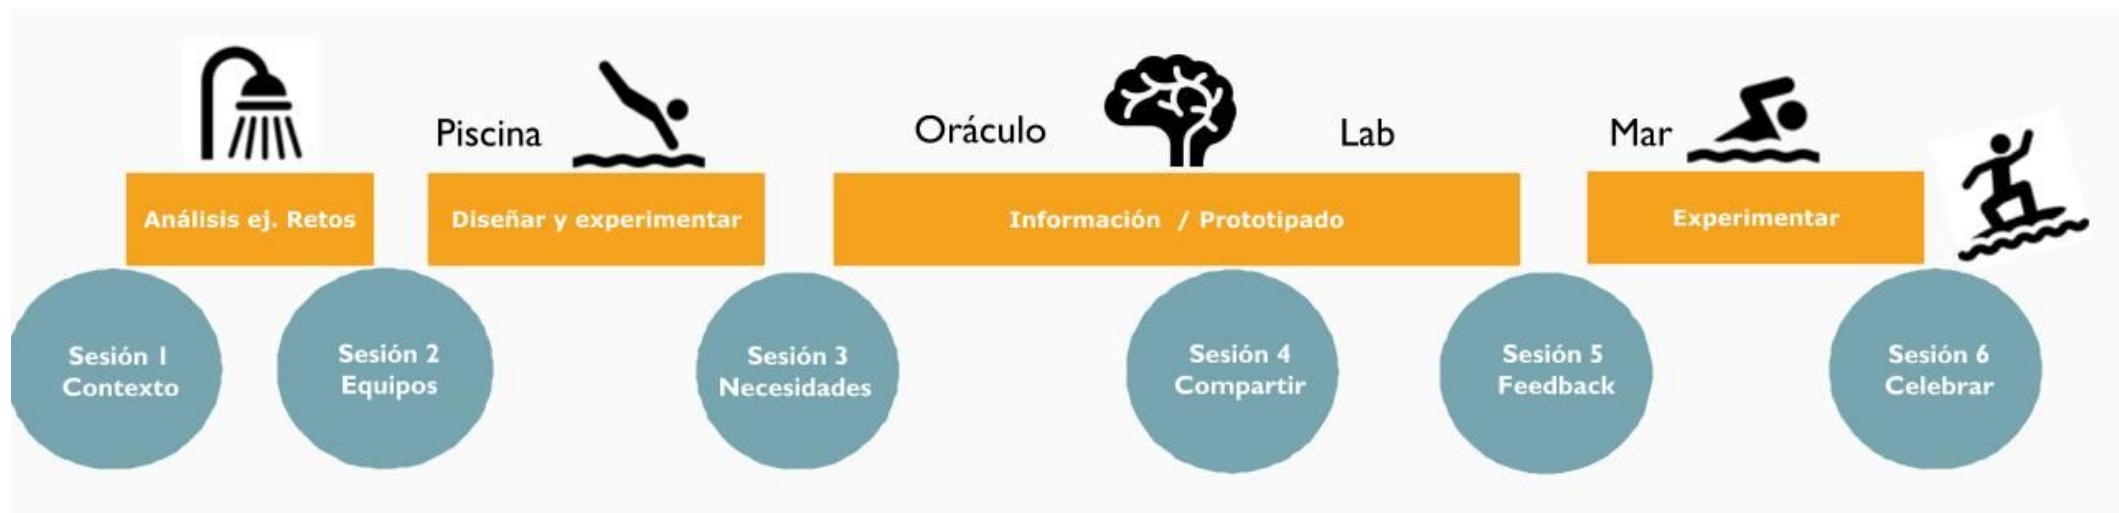 Piscina
Oráculo
Lab
Mar
Análisis ej. Retos
Diseñar y experimentar
Información / Prototipado
Experimentar
Sesión 1
Contexto
Sesión 2
Equipos
Sesión 3
Necesidades
Sesión 4
Compartir
Sesión 5
Feedback
Sesión 6
Celebrar